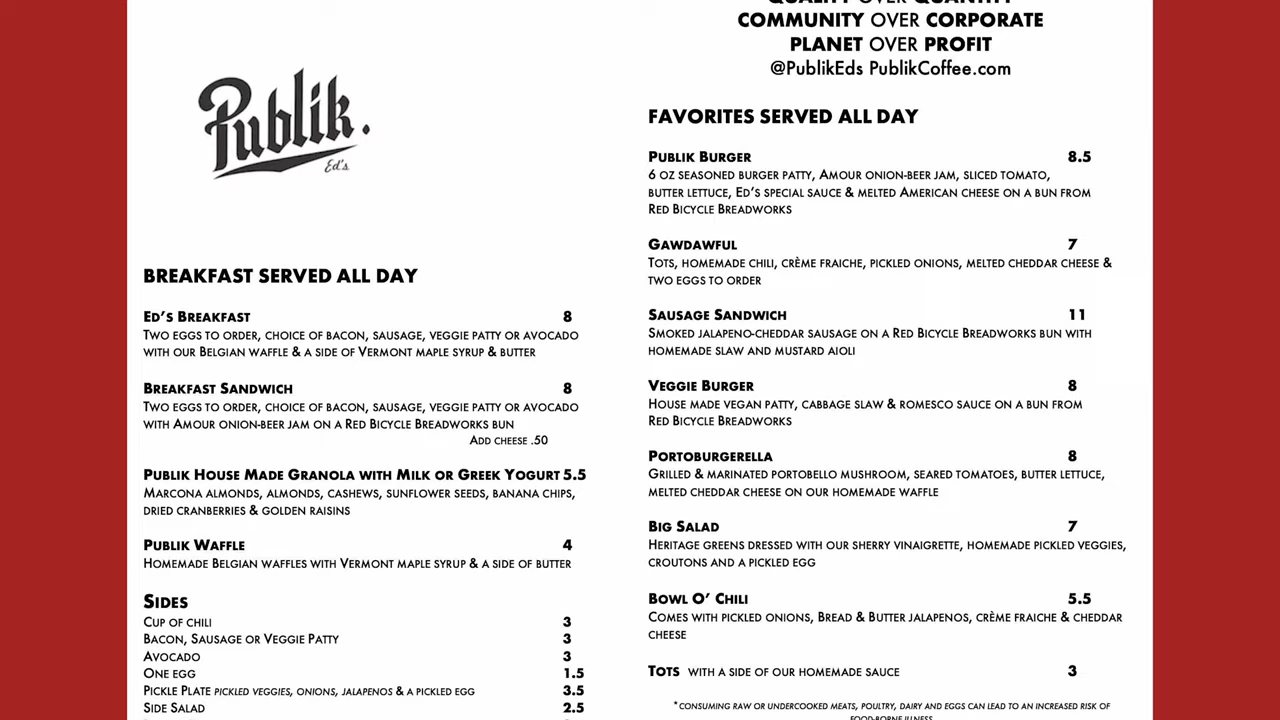 Publik.
Ed's
BREAKFAST SERVED ALL DAY
ED'S BREAKFAST 8
TWO EGGS TO ORDER, CHOICE OF BACON, SAUSAGE, VEGGIE PATTY OR AVOCADO
WITH OUR BELGIAN WAFFLE & A SIDE OF VERMONT MAPLE SYRUP & BUTTER
BREAKFAST SANDWICH 8
TWO EGGS TO ORDER, CHOICE OF BACON, SAUSAGE, VEGGIE PATTY OR AVOCADO
WITH AMOUR ONION-BEER JAM ON A RED BICYCLE BREADWORKS BUN
ADD CHEESE .50
PUBLIK HOUSE MADE GRANOLA WITH MILK OR GREEK YOGURT 5.5
MARCONA ALMONDS, ALMONDS, CASHEWS, SUNFLOWER SEEDS, BANANA CHIPS,
DRIED CRANBERRIES & GOLDEN RAISINS
PUBLIK WAFFLE 4
HOMEMADE BELGIAN WAFFLES WITH VERMONT MAPLE SYRUP & A SIDE OF BUTTER
SIDES
CUP OF CHILI 3
BACON, SAUSAGE OR VEGGIE PATTY 3
AVOCADO 3
ONE EGG 1.5
PICKLE PLATE PICKLED VEGGIES, ONIONS, JALAPENOS & A PICKLED EGG 3.5
SIDE SALAD 2.5
QUALITY OVER QUANTITY
COMMUNITY OVER CORPORATE
PLANET OVER PROFIT
@PublikEds PublikCoffee.com
FAVORITES SERVED ALL DAY
PUBLIK BURGER 8.5
6 OZ SEASONED BURGER PATTY, AMOUR ONION-BEER JAM, SLICED TOMATO,
BUTTER LETTUCE, ED'S SPECIAL SAUCE & MELTED AMERICAN CHEESE ON A BUN FROM
RED BICYCLE BREADWORKS
GAWDAWFUL 7
TOTS, HOMEMADE CHILI, CRÈME FRAICHE, PICKLED ONIONS, MELTED CHEDDAR CHEESE &
TWO EGGS TO ORDER
SAUSAGE SANDWICH 11
SMOKED JALAPENO-CHEDDAR SAUSAGE ON A RED BICYCLE BREADWORKS BUN WITH
HOMEMADE SLAW AND MUSTARD AIOLI
VEGGIE BURGER 8
HOUSE MADE VEGAN PATTY, CABBAGE SLAW & ROMESCO SAUCE ON A BUN FROM
RED BICYCLE BREADWORKS
PORTOBURGERELLA 8
GRILLED & MARINATED PORTOBELLO MUSHROOM, SEARED TOMATOES, BUTTER LETTUCE,
MELTED CHEDDAR CHEESE ON OUR HOMEMADE WAFFLE
BIG SALAD 7
HERITAGE GREENS DRESSED WITH OUR SHERRY VINAIGRETTE, HOMEMADE PICKLED VEGGIES,
CROUTONS AND A PICKLED EGG
BOWL O' CHILI 5.5
COMES WITH PICKLED ONIONS, BREAD & BUTTER JALAPENOS, CRÈME FRAICHE & CHEDDAR
CHEESE
TOTS WITH A SIDE OF OUR HOMEMADE SAUCE 3
*CONSUMING RAW OR UNDERCOOKED MEATS, POULTRY, DAIRY AND EGGS CAN LEAD TO AN INCREASED RISK OF
FOOD-BORNE ILLNESS